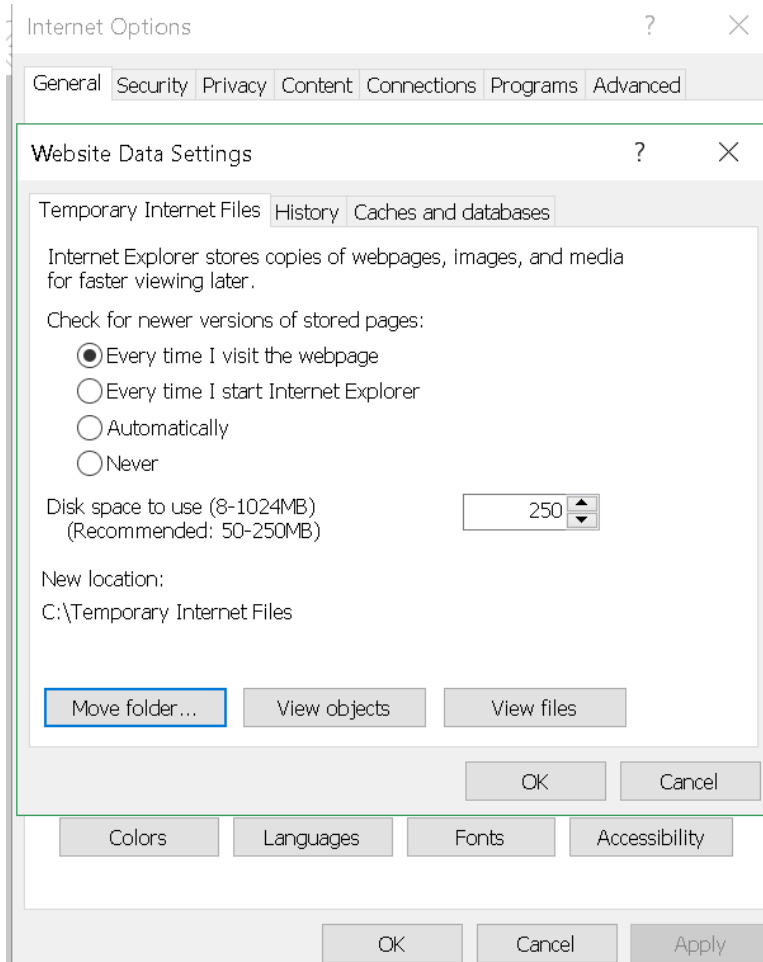 Internet Options
General Security Privacy Content Connections Programs Advanced
Website Data Settings
Temporary Internet Files History Caches and databases
Internet Explorer stores copies of webpages, images, and media
for faster viewing later.
Check for newer versions of stored pages:
Every time I visit the webpage
Every time I start Internet Explorer
Automatically
Never
Disk space to use (8-1024MB) 250
(Recommended: 50-250MB)
New location:
C:\Temporary Internet Files
Move folder... View objects View files
OK Cancel
Colors Languages Fonts Accessibility
OK Cancel Apply